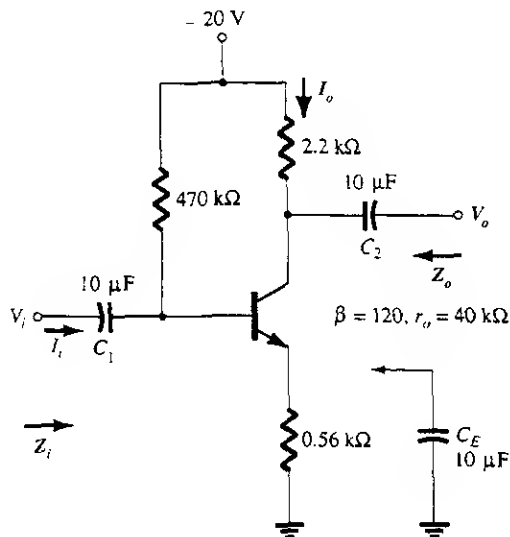 - 20 V
I_o
2.2 kΩ
470 kΩ
10 µF
V_o
C_2
Z_o
10 µF
V_i
I_i
C_1
β = 120, r_o = 40 kΩ
Z_i
0.56 kΩ
C_E
10 µF